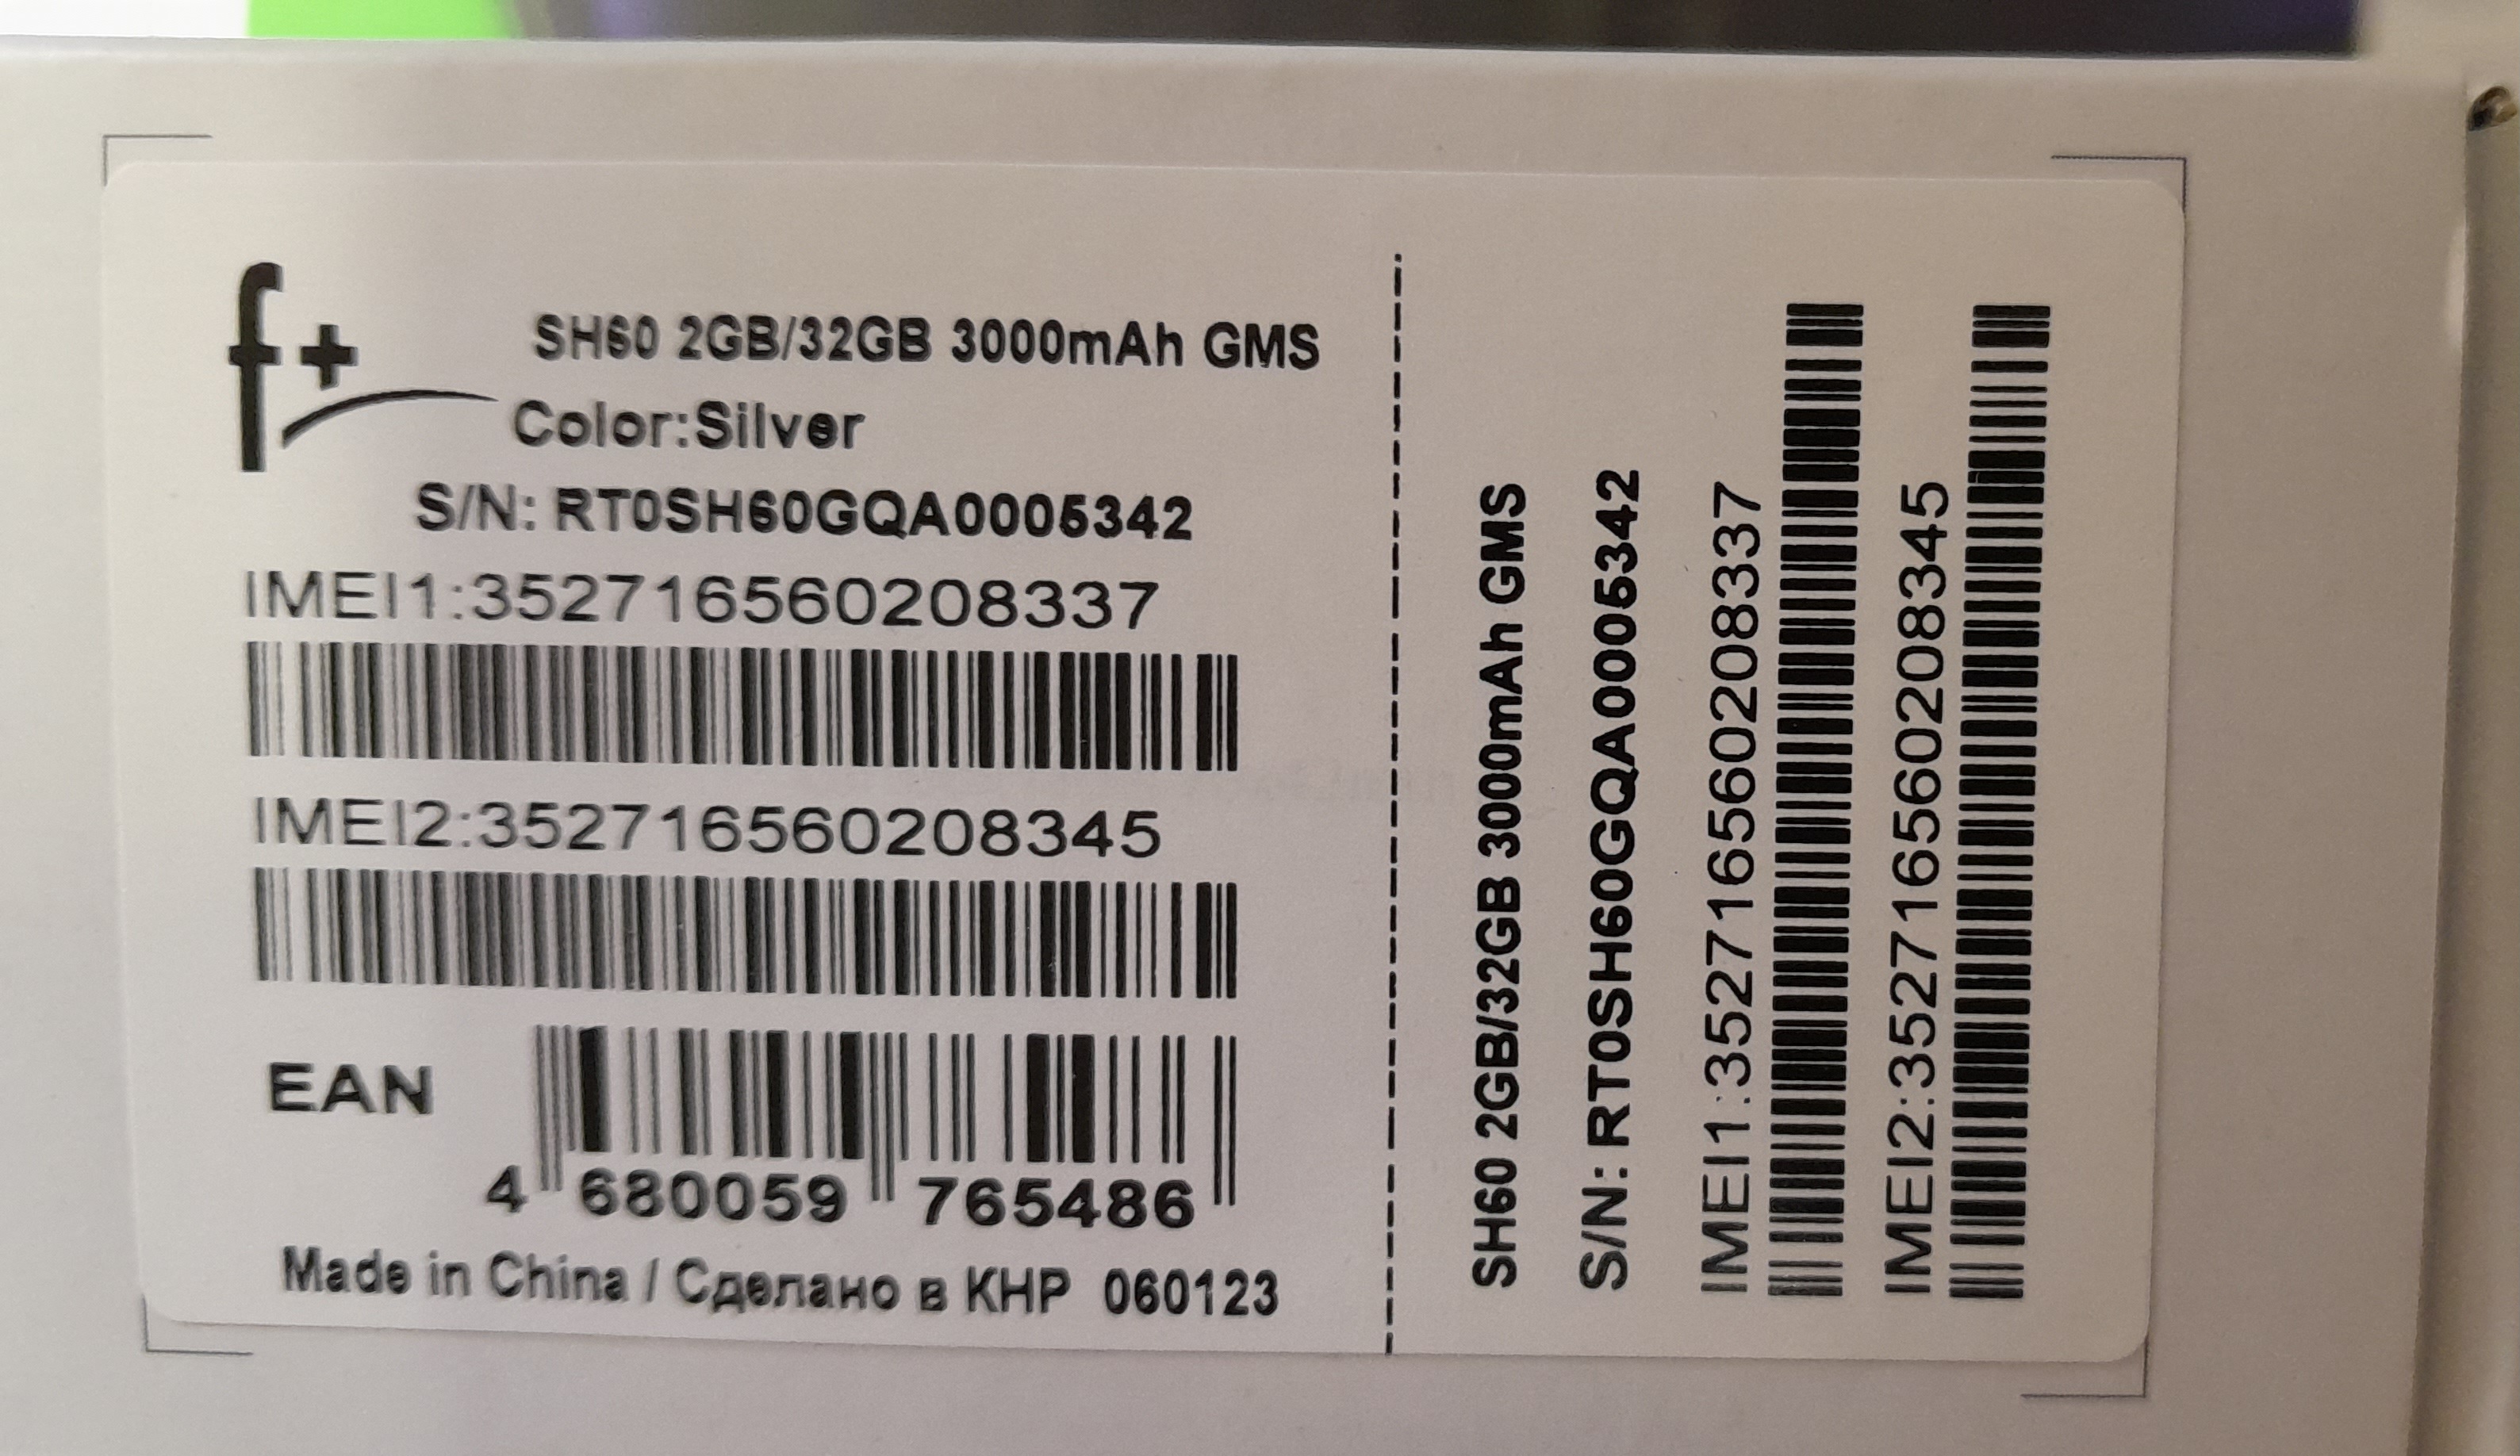 f+
SH60 2GB/32GB 3000mAh GMS
Color:Silver
S/N: RT0SH60GQA0005342
IMEI1:352716560208337
IMEI2:352716560208345
EAN
4 680059 765486
Made in China / Сделано в КНР 060123
SH60 2GB/32GB 3000mAh GMS
S/N: RT0SH60GQA0005342
IMEI1:352716560208337
IMEI2:352716560208345